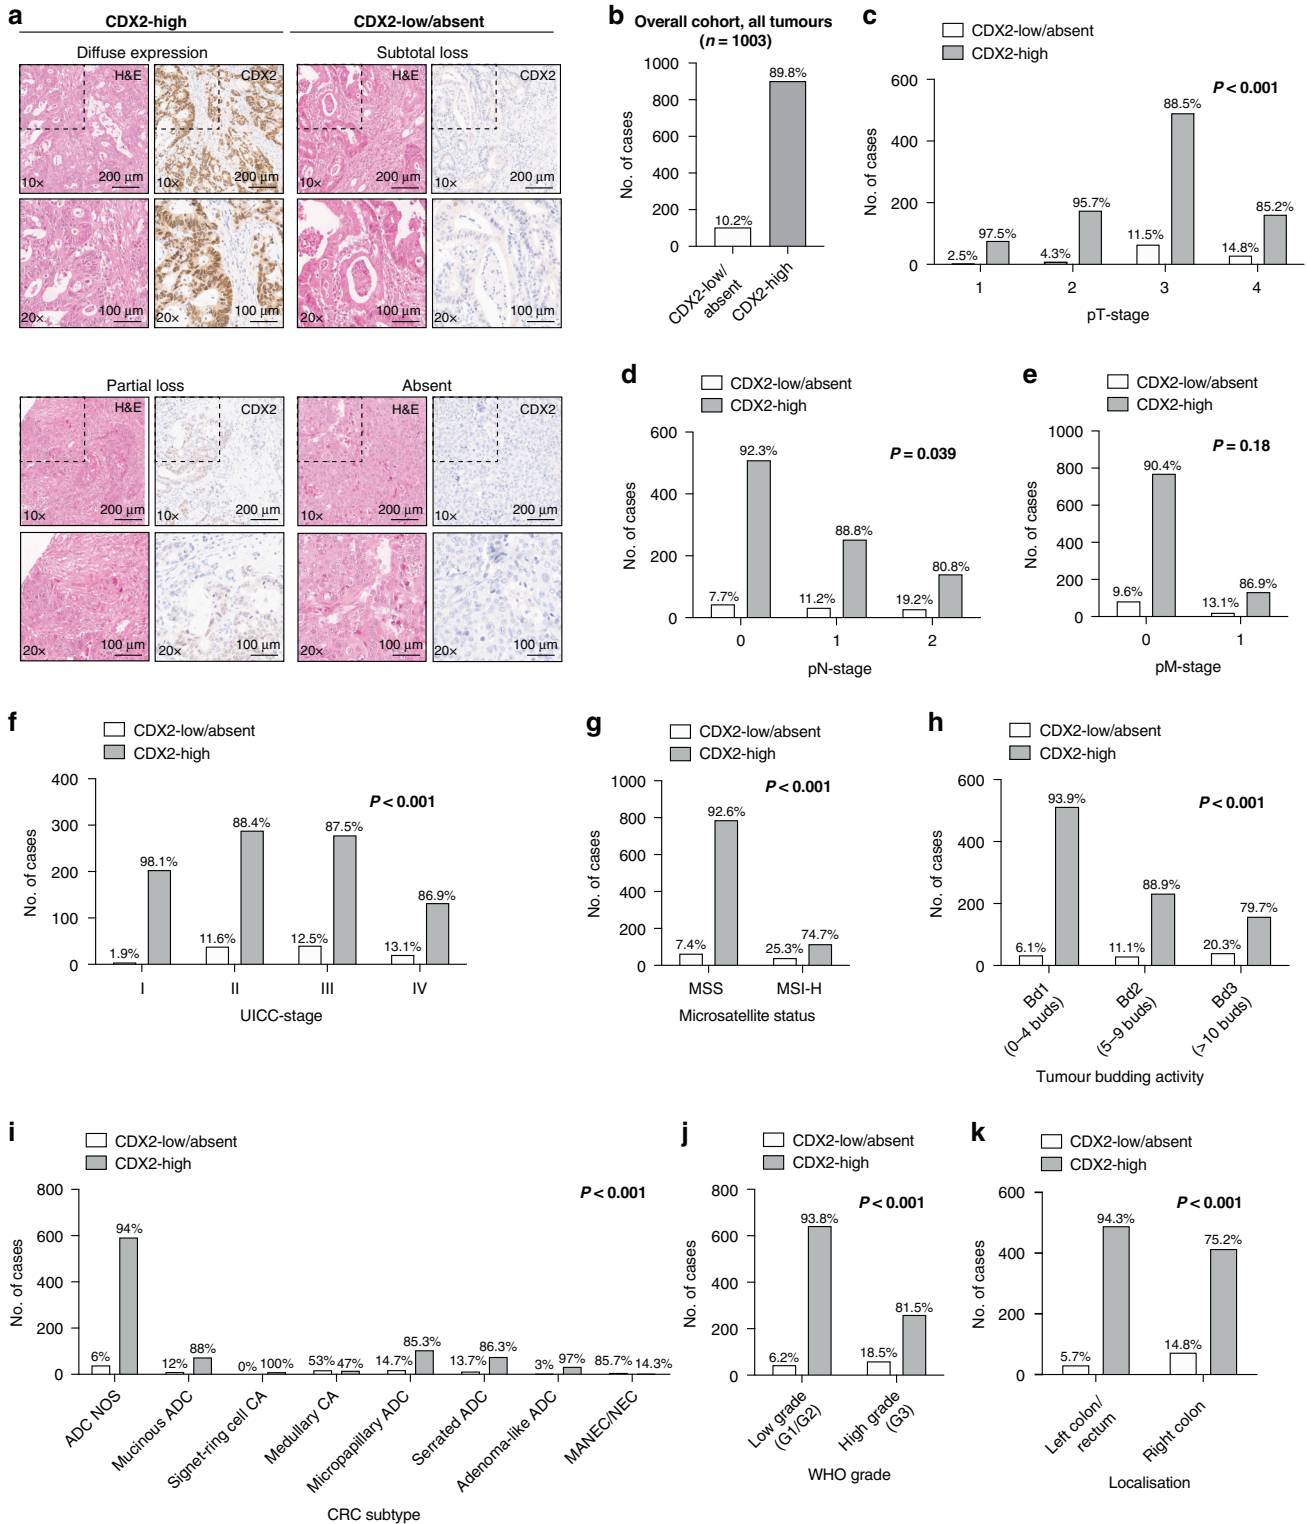 a
CDX2-high
CDX2-low/absent
Diffuse expression
Subtotal loss
H&E
CDX2
H&E
CDX2
10×
200 µm
10×
200 µm
10×
200 µm
10×
200 µm
20×
100 µm
20×
100 µm
20×
100 µm
20×
100 µm
Partial loss
Absent
H&E
CDX2
H&E
CDX2
10×
200 µm
10×
200 µm
10×
200 µm
10×
200 µm
20×
100 µm
20×
100 µm
20×
100 µm
20×
100 µm
b
Overall cohort, all tumours
(n = 1003)
No. of cases
1000
800
600
400
200
0
10.2%
89.8%
CDX2-low/
absent
CDX2-high
c
CDX2-low/absent
CDX2-high
P < 0.001
No. of cases
600
400
200
0
2.5%
97.5%
4.3%
95.7%
11.5%
88.5%
14.8%
85.2%
1
2
3
4
pT-stage
d
CDX2-low/absent
CDX2-high
P = 0.039
No. of cases
600
400
200
0
7.7%
92.3%
11.2%
88.8%
19.2%
80.8%
0
1
2
pN-stage
e
CDX2-low/absent
CDX2-high
P = 0.18
No. of cases
1000
800
600
400
200
0
9.6%
90.4%
13.1%
86.9%
0
1
pM-stage
f
CDX2-low/absent
CDX2-high
P < 0.001
No. of cases
400
300
200
100
0
1.9%
98.1%
11.6%
88.4%
12.5%
87.5%
13.1%
86.9%
I
II
III
IV
UICC-stage
g
CDX2-low/absent
CDX2-high
P < 0.001
No. of cases
1000
800
600
400
200
0
7.4%
92.6%
25.3%
74.7%
MSS
MSI-H
Microsatellite status
h
CDX2-low/absent
CDX2-high
P < 0.001
No. of cases
600
400
200
0
6.1%
93.9%
11.1%
88.9%
20.3%
79.7%
Bd1
(0–4 buds)
Bd2
(5–9 buds)
Bd3
(>10 buds)
Tumour budding activity
i
CDX2-low/absent
CDX2-high
P < 0.001
No. of cases
800
600
400
200
0
6%
94%
12%
88%
0%
100%
53%
47%
14.7%
85.3%
13.7%
86.3%
3%
97%
85.7%
14.3%
ADC NOS
Mucinous ADC
Signet-ring cell CA
Medullary CA
Micropapillary ADC
Serrated ADC
Adenoma-like ADC
MANEC/NEC
CRC subtype
j
CDX2-low/absent
CDX2-high
P < 0.001
No. of cases
800
600
400
200
0
6.2%
93.8%
18.5%
81.5%
Low grade
(G1/G2)
High grade
(G3)
WHO grade
k
CDX2-low/absent
CDX2-high
P < 0.001
No. of cases
600
400
200
0
5.7%
94.3%
14.8%
75.2%
Left colon/
rectum
Right colon
Localisation